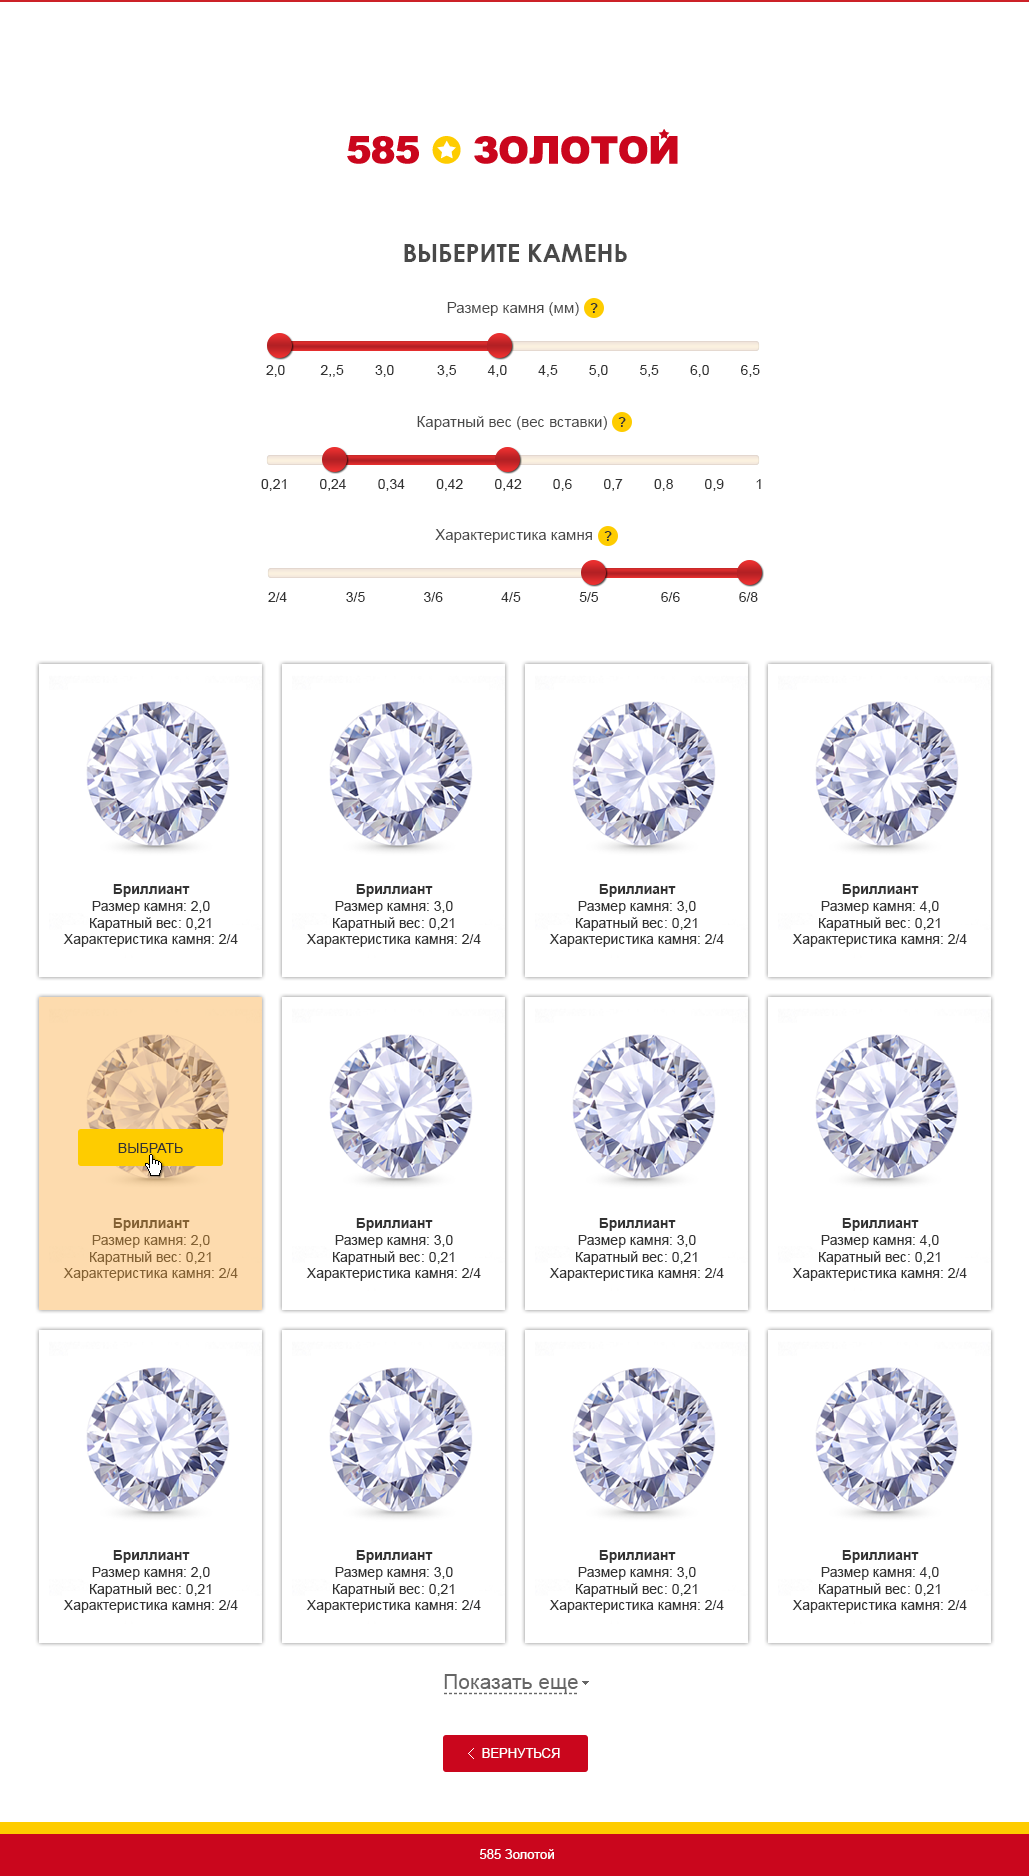 585 ЗОЛОТОЙ
ВЫБЕРИТЕ КАМЕНЬ
Размер камня (мм) ?
2,0 2,,5 3,0 3,5 4,0 4,5 5,0 5,5 6,0 6,5
Каратный вес (вес вставки) ?
0,21 0,24 0,34 0,42 0,42 0,6 0,7 0,8 0,9 1
Характеристика камня ?
2/4 3/5 3/6 4/5 5/5 6/6 6/8
Бриллиант Бриллиант Бриллиант Бриллиант
Размер камня: 2,0 Размер камня: 3,0 Размер камня: 3,0 Размер камня: 4,0
Каратный вес: 0,21 Каратный вес: 0,21 Каратный вес: 0,21 Каратный вес: 0,21
Характеристика камня: 2/4 Характеристика камня: 2/4 Характеристика камня: 2/4 Характеристика камня: 2/4
ВЫБРАТЬ
Бриллиант Бриллиант Бриллиант Бриллиант
Размер камня: 2,0 Размер камня: 3,0 Размер камня: 3,0 Размер камня: 4,0
Каратный вес: 0,21 Каратный вес: 0,21 Каратный вес: 0,21 Каратный вес: 0,21
Характеристика камня: 2/4 Характеристика камня: 2/4 Характеристика камня: 2/4 Характеристика камня: 2/4
Бриллиант Бриллиант Бриллиант Бриллиант
Размер камня: 2,0 Размер камня: 3,0 Размер камня: 3,0 Размер камня: 4,0
Каратный вес: 0,21 Каратный вес: 0,21 Каратный вес: 0,21 Каратный вес: 0,21
Характеристика камня: 2/4 Характеристика камня: 2/4 Характеристика камня: 2/4 Характеристика камня: 2/4
Показать еще
ВЕРНУТЬСЯ
585 Золотой